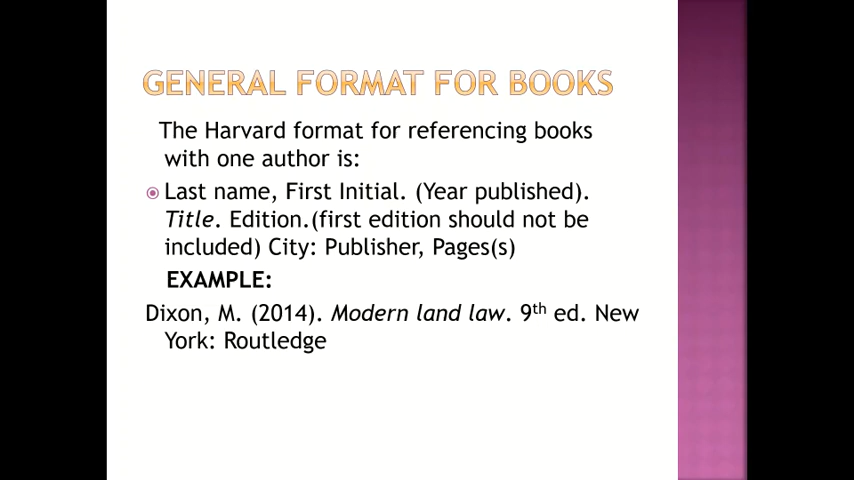 GENERAL FORMAT FOR BOOKS
The Harvard format for referencing books
with one author is:
Last name, First Initial. (Year published).
Title. Edition.(first edition should not be
included) City: Publisher, Pages(s)
EXAMPLE:
Dixon, M. (2014). Modern land law. 9th ed. New
York: Routledge